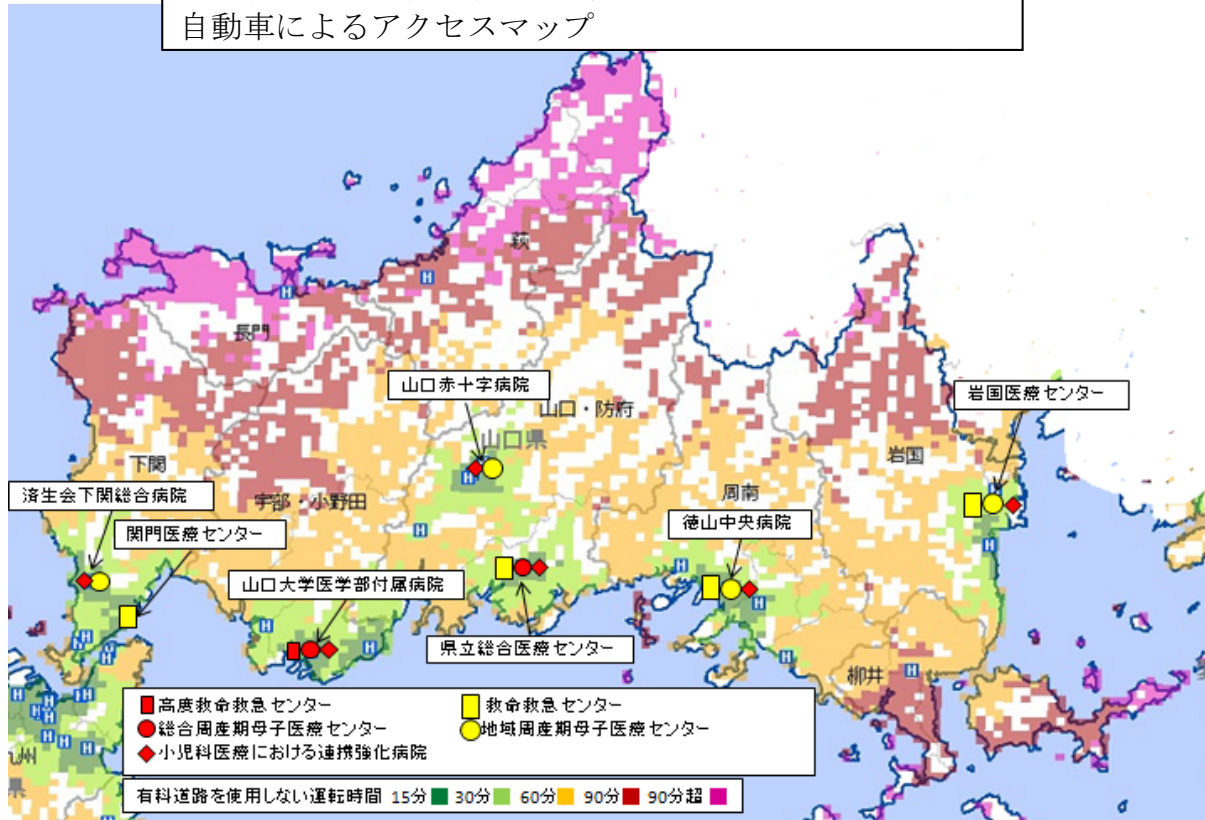 自動車によるアクセスマップ
萩
長門
山口赤十字病院
岩国医療センター
山口・防府
山口県
岩国
下関
済生会下関総合病院
宇部・小野田
周南
徳山中央病院
関門医療センター
山口大学医学部付属病院
県立総合医療センター
柳井
高度救命救急センター
救命救急センター
総合周産期母子医療センター
地域周産期母子医療センター
小児科医療における連携強化病院
州
県
有料道路を使用しない運転時間 15分 30分 60分 90分 90分超
H
H
H
H
H
H
H
H
H
H
H
H
H